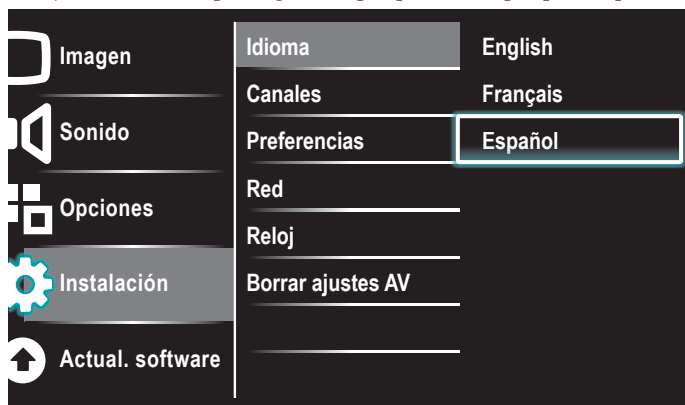 Imagen
Sonido
Opciones
Instalación
Actual. software
Idioma
Canales
Preferencias
Red
Reloj
Borrar ajustes AV
English
Français
Español